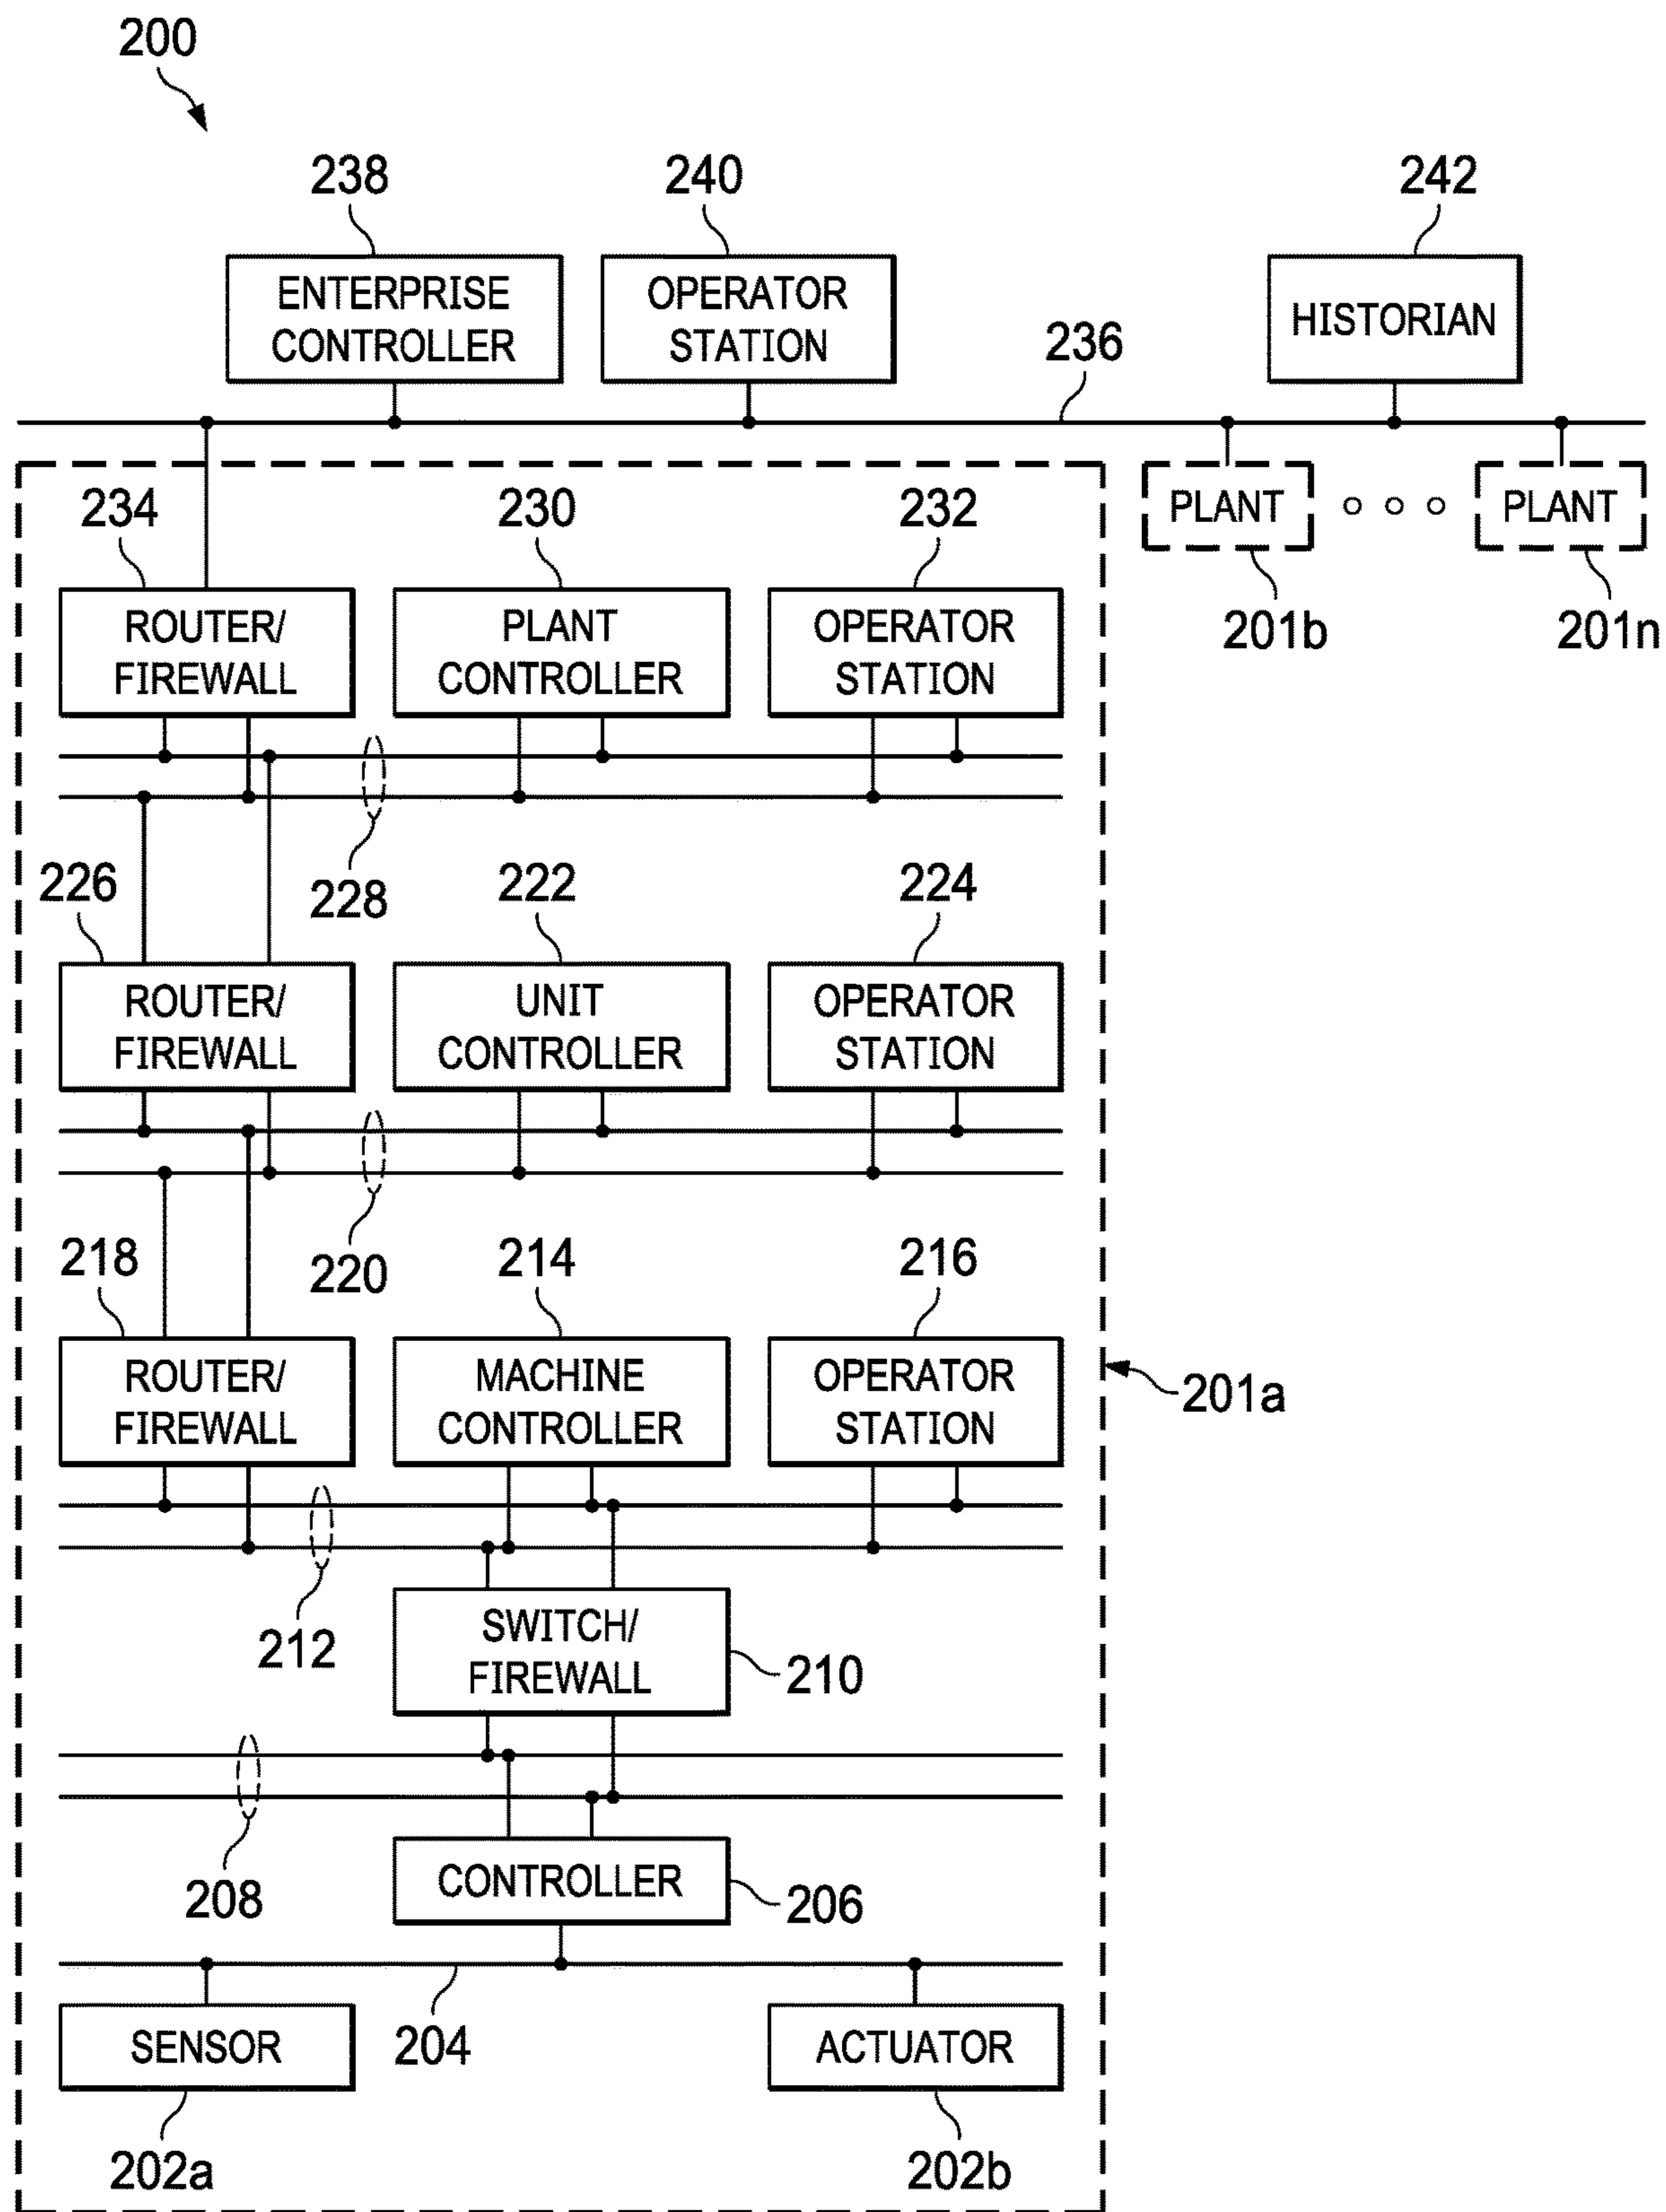 200
238
240
242
ENTERPRISE
CONTROLLER
OPERATOR
STATION
HISTORIAN
236
234
230
232
PLANT
PLANT
201b
201n
ROUTER/
FIREWALL
PLANT
CONTROLLER
OPERATOR
STATION
228
226
222
224
ROUTER/
FIREWALL
UNIT
CONTROLLER
OPERATOR
STATION
220
218
214
216
ROUTER/
FIREWALL
MACHINE
CONTROLLER
OPERATOR
STATION
201a
212
SWITCH/
FIREWALL
210
208
CONTROLLER
206
204
SENSOR
ACTUATOR
202a
202b